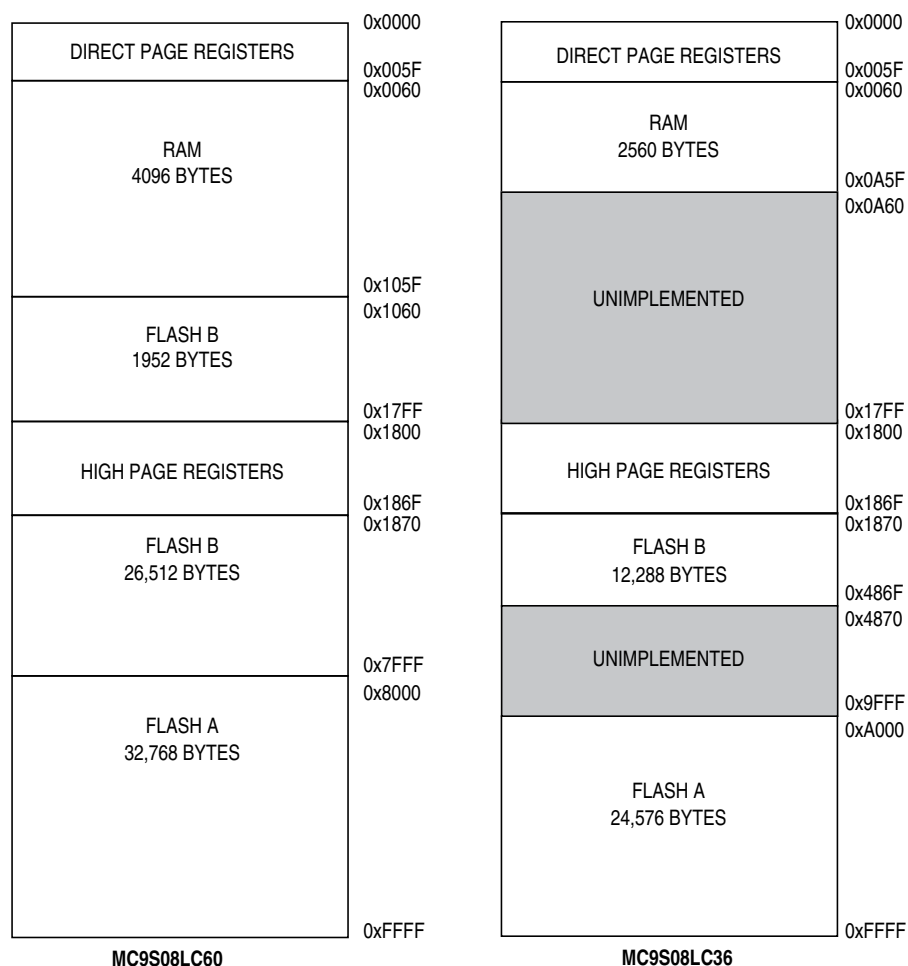 0x0000
DIRECT PAGE REGISTERS
0x005F
0x0060
RAM
4096 BYTES
0x105F
0x1060
FLASH B
1952 BYTES
0x17FF
0x1800
HIGH PAGE REGISTERS
0x186F
0x1870
FLASH B
26,512 BYTES
0x7FFF
0x8000
FLASH A
32,768 BYTES
0xFFFF
MC9S08LC60
0x0000
DIRECT PAGE REGISTERS
0x005F
0x0060
RAM
2560 BYTES
0x0A5F
0x0A60
UNIMPLEMENTED
0x17FF
0x1800
HIGH PAGE REGISTERS
0x186F
0x1870
FLASH B
12,288 BYTES
0x486F
0x4870
UNIMPLEMENTED
0x9FFF
0xA000
FLASH A
24,576 BYTES
0xFFFF
MC9S08LC36